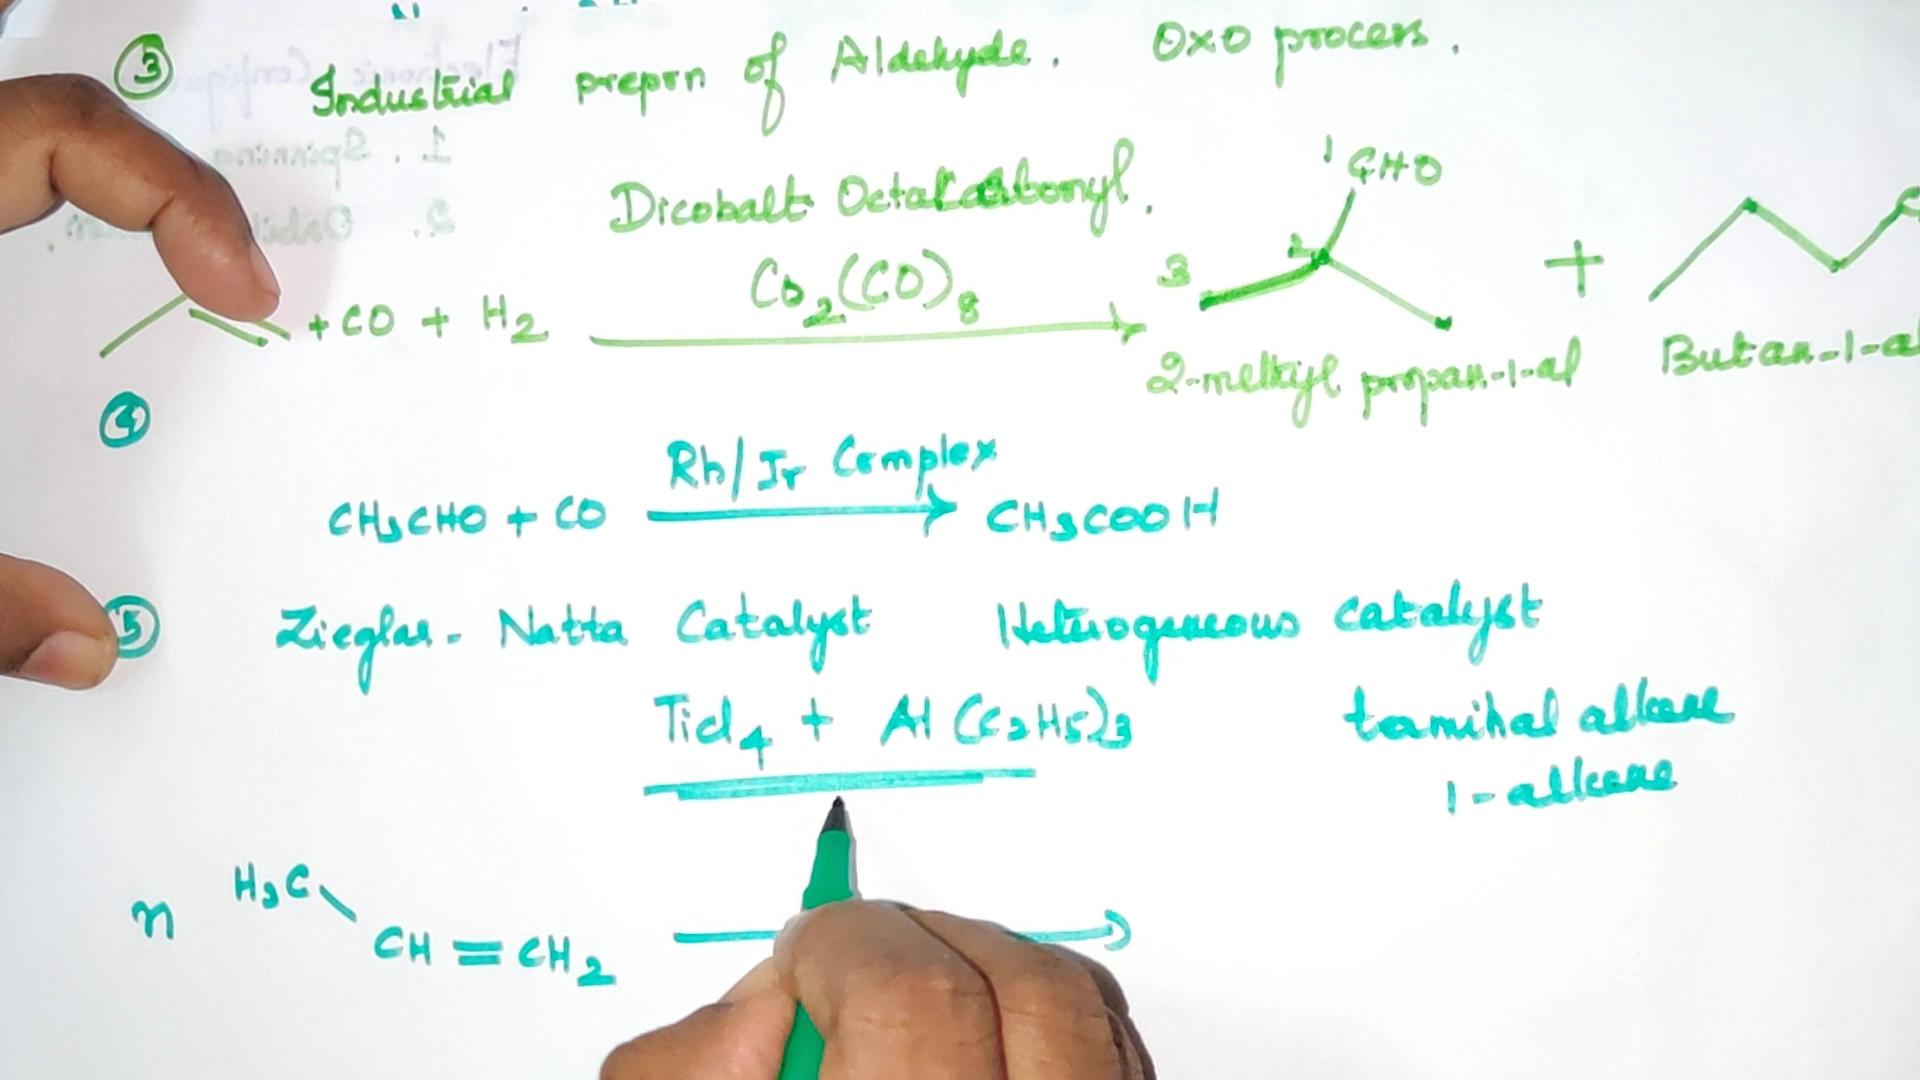 ③ Industrial preprn of Aldehyde. Oxo process.
Dicobalt Octacarbonyl.
1 CHO
+ CO + H2 Co2(CO)8 3 2 +
2-methyl propan-1-al Butan-1-al
④
CH3CHO + CO Rh/Ir Complex CH3COOH
⑤ Zieglar - Natta Catalyst Heterogeneous catalyst
TiCl4 + Al(C2H5)3 terminal alkene
1-alkene
n H3C
CH=CH2